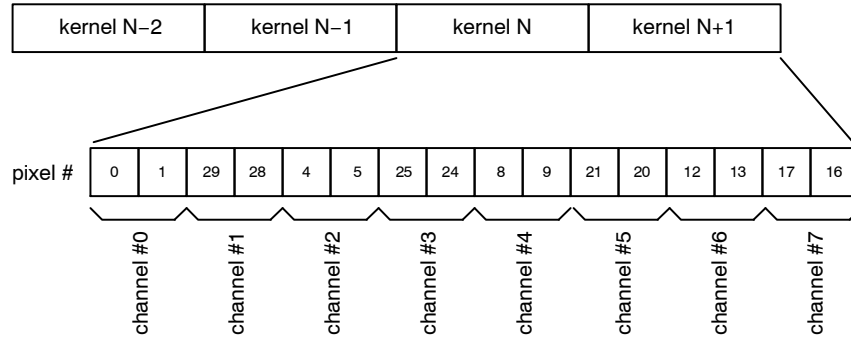 kernel N−2 kernel N−1 kernel N kernel N+1
pixel # 0 1 29 28 4 5 25 24 8 9 21 20 12 13 17 16
channel #0 channel #1 channel #2 channel #3 channel #4 channel #5 channel #6 channel #7